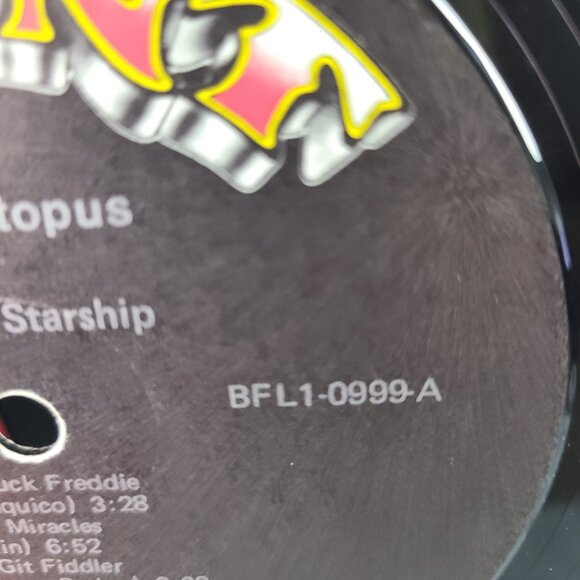 topus
Starship
BFL1-0999-A
uck Freddie
quico) 3:28
Miracles
in) 6:52
Git Fiddler